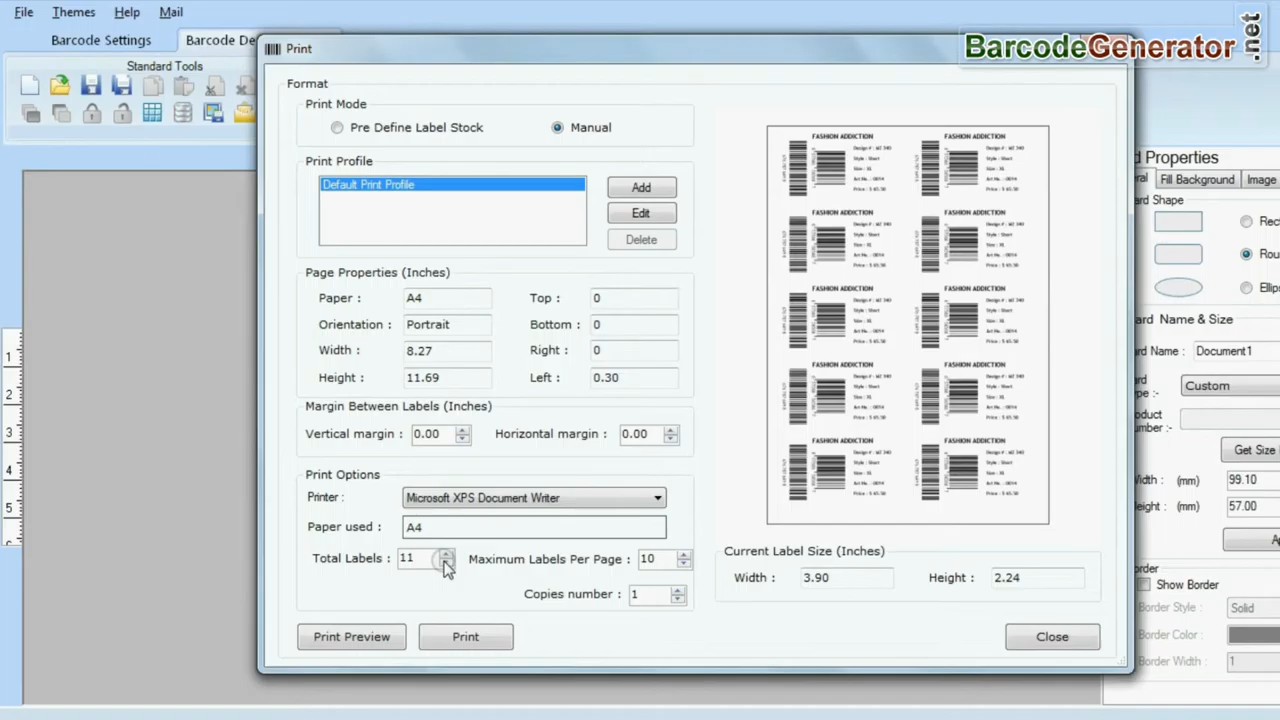 File Themes Help Mail
BarcodeGenerator.net
Barcode Settings
Standard Tools
Print
Format
Print Mode
Pre Define Label Stock
Manual
Print Profile
Default Print Profile
Add
Edit
Delete
Page Properties (Inches)
Paper : A4 Top : 0
Orientation : Portrait Bottom : 0
Width : 8.27 Right : 0
Height : 11.69 Left : 0.30
Margin Between Labels (Inches)
Vertical margin : 0.00 Horizontal margin : 0.00
Print Options
Printer : Microsoft XPS Document Writer
Paper used : A4
Total Labels : 11 Maximum Labels Per Page : 10
Copies number : 1
Print Preview
Print
FASHION ADDICTION FASHION ADDICTION
FASHION ADDICTION FASHION ADDICTION
FASHION ADDICTION FASHION ADDICTION
FASHION ADDICTION FASHION ADDICTION
FASHION ADDICTION FASHION ADDICTION
Current Label Size (Inches)
Width : 3.90 Height : 2.24
Close
Properties
Fill Background Image
Shape
Name & Size
Name : Document1
Custom
Get Size
(mm) 99.10
(mm) 57.00
Show Border
Border Style : Solid
Border Color :
Border Width : 1
1
2
3
4
5